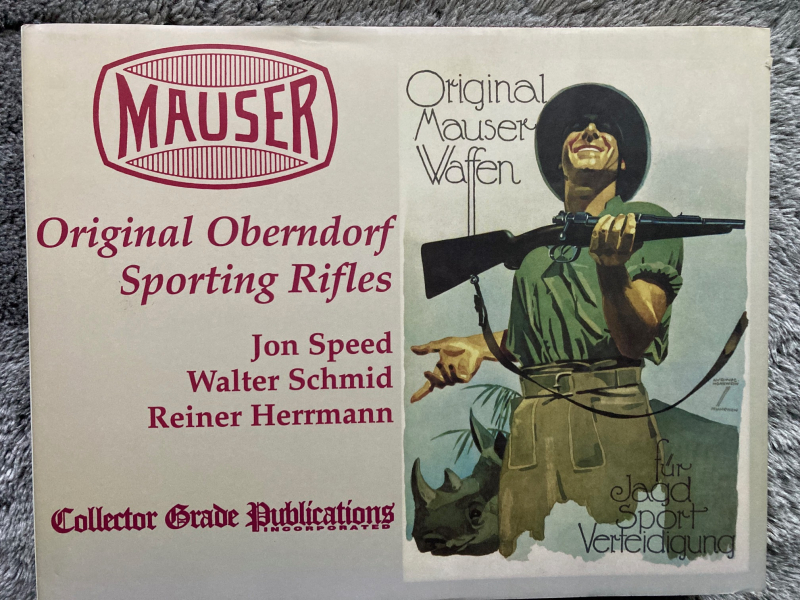 MAUSER
Original Oberndorf
Sporting Rifles
Jon Speed
Walter Schmid
Reiner Herrmann
Collector Grade Publications
INCORPORATED
Original
Mauser
Waffen
für
Jagd
Sport
Verteidigung